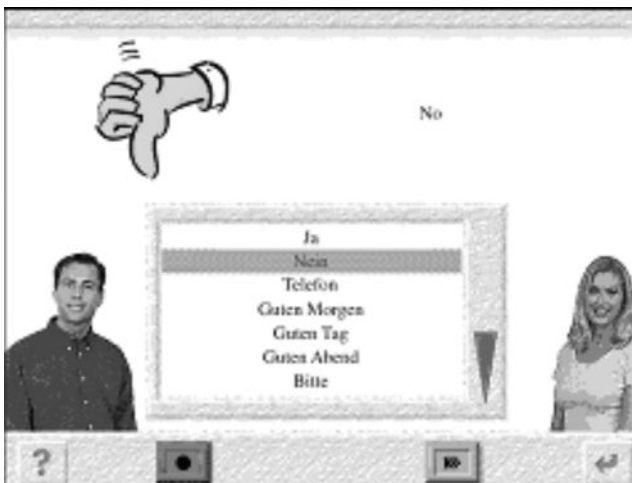 No
Ja
Nein
Telefon
Guten Morgen
Guten Tag
Guten Abend
Bitte
?